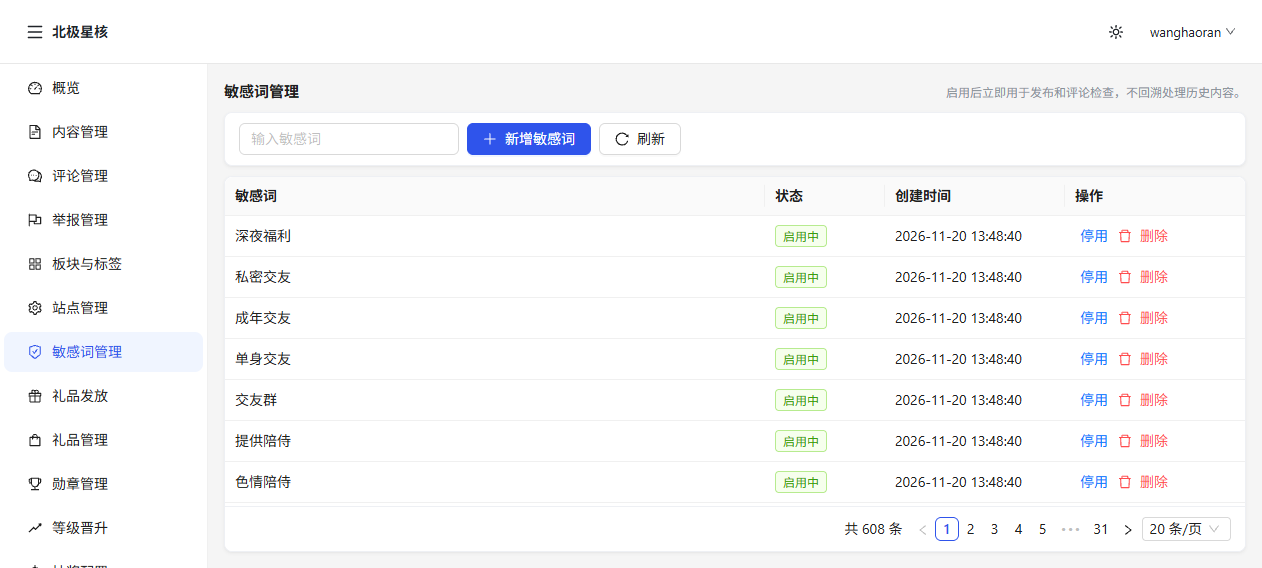 北极星核
wanghaoran
概览
内容管理
评论管理
举报管理
板块与标签
站点管理
敏感词管理
礼品发放
礼品管理
勋章管理
等级晋升
敏感词管理
启用后立即用于发布和评论检查，不回溯处理历史内容。
输入敏感词
新增敏感词
刷新
敏感词 状态 创建时间 操作
深夜福利 启用中 2026-11-20 13:48:40 停用 删除
私密交友 启用中 2026-11-20 13:48:40 停用 删除
成年交友 启用中 2026-11-20 13:48:40 停用 删除
单身交友 启用中 2026-11-20 13:48:40 停用 删除
交友群 启用中 2026-11-20 13:48:40 停用 删除
提供陪侍 启用中 2026-11-20 13:48:40 停用 删除
色情陪侍 启用中 2026-11-20 13:48:40 停用 删除
共 608 条 < 1 2 3 4 5 ••• 31 > 20 条/页